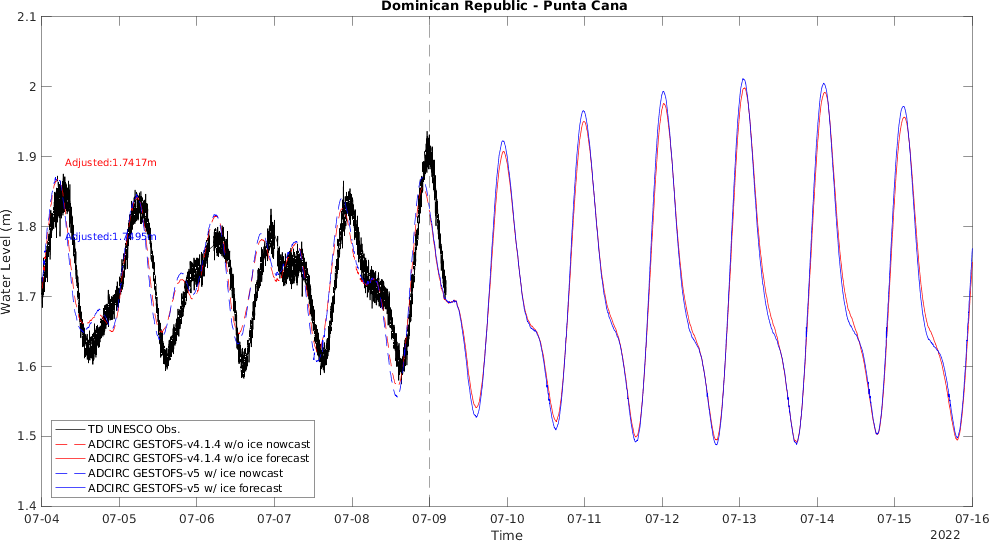 Dominican Republic - Punta Cana
Water Level (m)
2.1
2
1.9
1.8
1.7
1.6
1.5
1.4
Adjusted:1.7417m
Adjusted:1.7495m
TD UNESCO Obs.
ADCIRC GESTOFS-v4.1.4 w/o ice nowcast
ADCIRC GESTOFS-v4.1.4 w/o ice forecast
ADCIRC GESTOFS-v5 w/ ice nowcast
ADCIRC GESTOFS-v5 w/ ice forecast
07-04 07-05 07-06 07-07 07-08 07-09 07-10 07-11 07-12 07-13 07-14 07-15 07-16
Time
2022